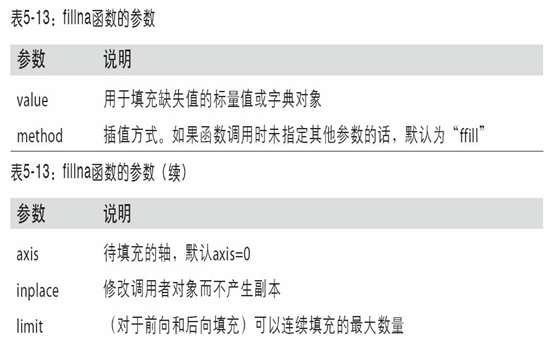 表5-13：fillna函数的参数
参数 说明
value 用于填充缺失值的标量值或字典对象
method 插值方式。如果函数调用时未指定其他参数的话，默认为“ffill”
表5-13：fillna函数的参数（续）
参数 说明
axis 待填充的轴，默认axis=0
inplace 修改调用者对象而不产生副本
limit （对于前向和后向填充）可以连续填充的最大数量